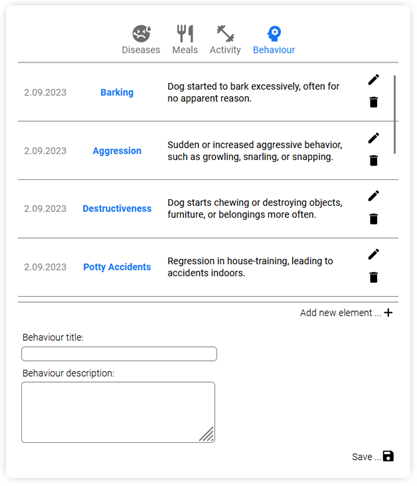 Diseases Meals Activity Behaviour
2.09.2023 Barking Dog started to bark excessively, often for
no apparent reason.
2.09.2023 Aggression Sudden or increased aggressive behavior,
such as growling, snarling, or snapping.
2.09.2023 Destructiveness Dog starts chewing or destroying objects,
furniture, or belongings more often.
2.09.2023 Potty Accidents Regression in house-training, leading to
accidents indoors.
Add new element ...
Behaviour title:
Behaviour description:
Save ...